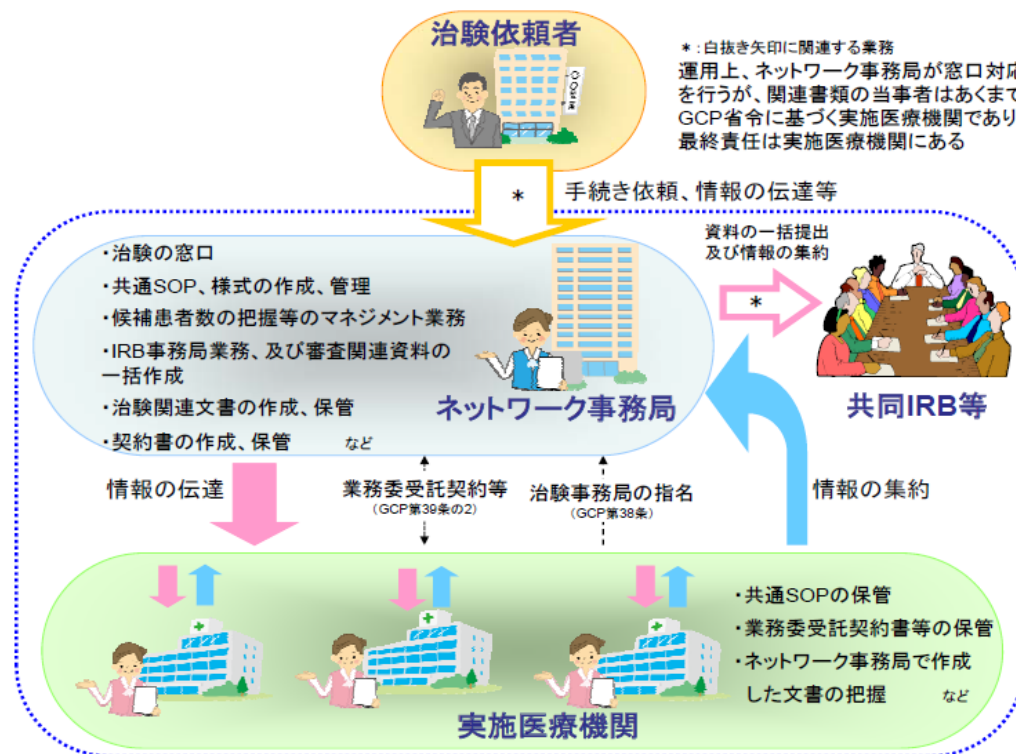 治験依頼者
*:白抜き矢印に関連する業務
運用上、ネットワーク事務局が窓口対応
を行うが、関連書類の当事者はあくまで
GCP省令に基づく実施医療機関であり
最終責任は実施医療機関にある
*
手続き依頼、情報の伝達等
・治験の窓口
・共通SOP、様式の作成、管理
・候補患者数の把握等のマネジメント業務
・IRB事務局業務、及び審査関連資料の
一括作成
・治験関連文書の作成、保管
・契約書の作成、保管 など
ネットワーク事務局
資料の一括提出
及び情報の集約
*
共同IRB等
情報の伝達
業務委受託契約等
(GCP第39条の2)
治験事務局の指名
(GCP第38条)
情報の集約
・共通SOPの保管
・業務委受託契約書等の保管
・ネットワーク事務局で作成
した文書の把握 など
実施医療機関